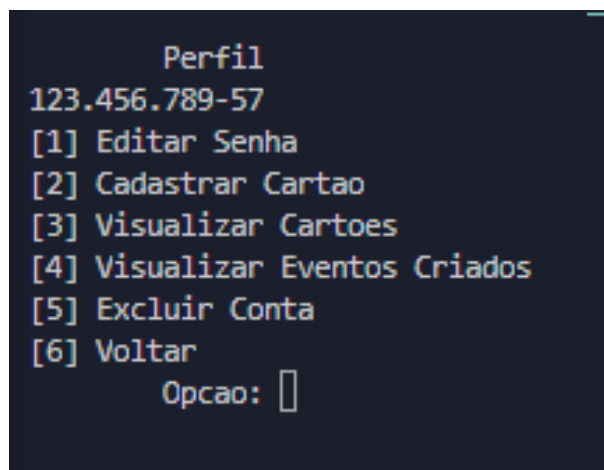 Perfil
123.456.789-57
[1] Editar Senha
[2] Cadastrar Cartao
[3] Visualizar Cartoes
[4] Visualizar Eventos Criados
[5] Excluir Conta
[6] Voltar
Opcao: